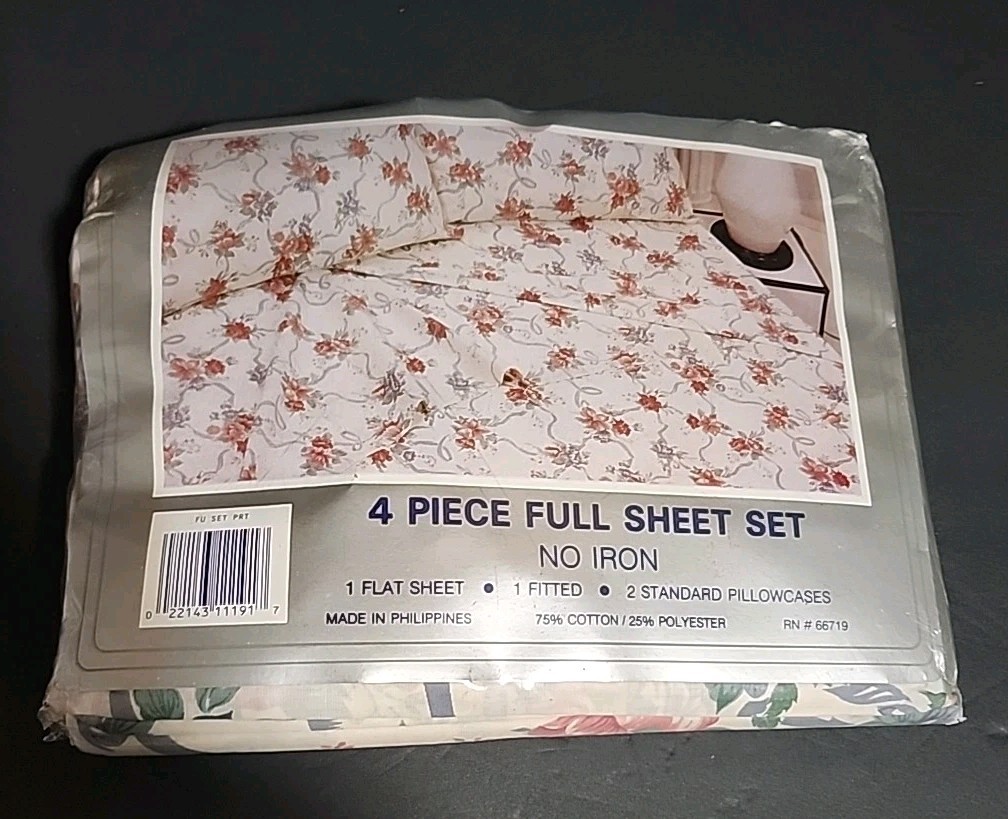 4 PIECE FULL SHEET SET
NO IRON
1 FLAT SHEET • 1 FITTED • 2 STANDARD PILLOWCASES
MADE IN PHILIPPINES 75% COTTON / 25% POLYESTER RN # 66719
FU SET PRT
0 22143 11191 7